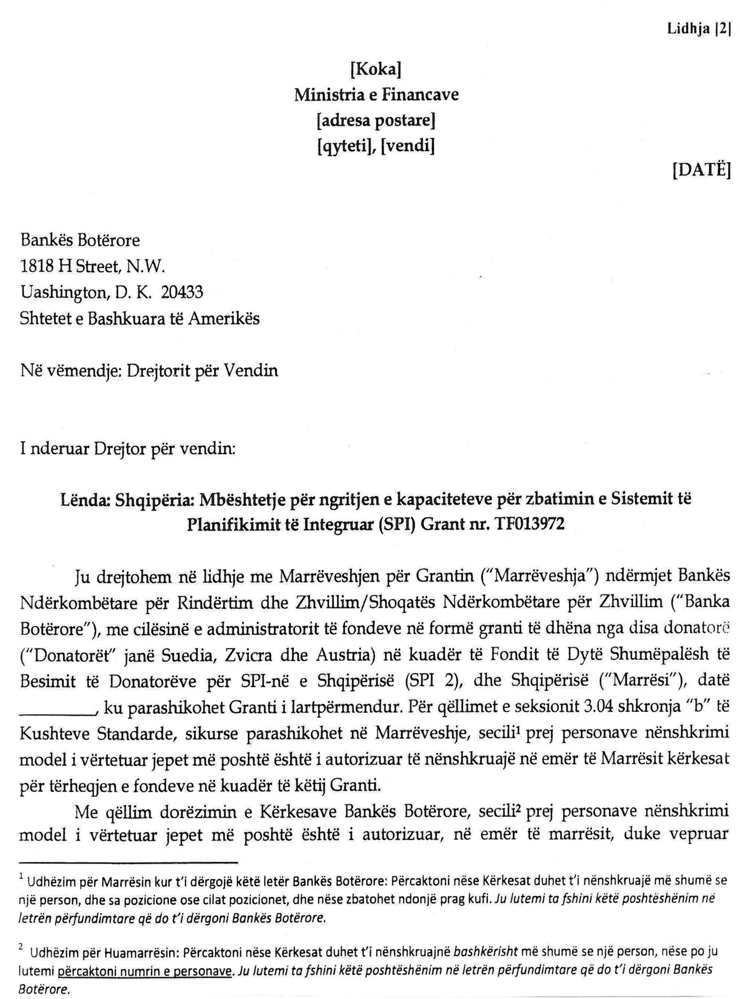 Lidhja |2|
[Koka]
Ministria e Financave
[adresa postare]
[qyteti], [vendi]
[DATË]
Bankës Botërore
1818 H Street, N.W.
Uashington, D. K. 20433
Shtetet e Bashkuara të Amerikës
Në vëmendje: Drejtorit për Vendin
I nderuar Drejtor për vendin:
Lënda: Shqipëria: Mbështetje për ngritjen e kapaciteteve për zbatimin e Sistemit të
Planifikimit të Integruar (SPI) Grant nr. TF013972
Ju drejtohem në lidhje me Marrëveshjen për Grantin ("Marrëveshja") ndërmjet Bankës
Ndërkombëtare për Rindërtim dhe Zhvillim/Shoqatës Ndërkombëtare për Zhvillim ("Banka
Botërore"), me cilësinë e administratorit të fondeve në formë granti të dhëna nga disa donatorë
("Donatorët" janë Suedia, Zvicra dhe Austria) në kuadër të Fondit të Dytë Shumëpalësh të
Besimit të Donatorëve për SPI-në e Shqipërisë (SPI 2), dhe Shqipërisë ("Marrësi"), datë
_________, ku parashikohet Granti i lartpërmendur. Për qëllimet e seksionit 3.04 shkronja "b" të
Kushteve Standarde, sikurse parashikohet në Marrëveshje, secili¹ prej personave nënshkrimi
model i vërtetuar jepet më poshtë është i autorizuar të nënshkruajë në emër të Marrësit kërkesat
për tërheqjen e fondeve në kuadër të këtij Granti.
Me qëllim dorëzimin e Kërkesave Bankës Botërore, secili² prej personave nënshkrimi
model i vërtetuar jepet më poshtë është i autorizuar, në emër të marrësit, duke vepruar
¹ Udhëzim për Marrësin kur t'i dërgojë këtë letër Bankës Botërore: Përcaktoni nëse Kërkesat duhet t'i nënshkruajë më shumë se
një person, dhe sa pozicione ose cilat pozicionet, dhe nëse zbatohet ndonjë prag kufi. Ju lutemi ta fshini këtë poshtëshënim në
letrën përfundimtare që do t'i dërgoni Bankës Botërore.
² Udhëzim për Huamarrësin: Përcaktoni nëse Kërkesat duhet t'i nënshkruajnë bashkërisht më shumë se një person, nëse po ju
lutemi përcaktoni numrin e personave. Ju lutemi ta fshini këtë poshtëshënim në letrën përfundimtare që do t'i dërgoni Bankës
Botërore.